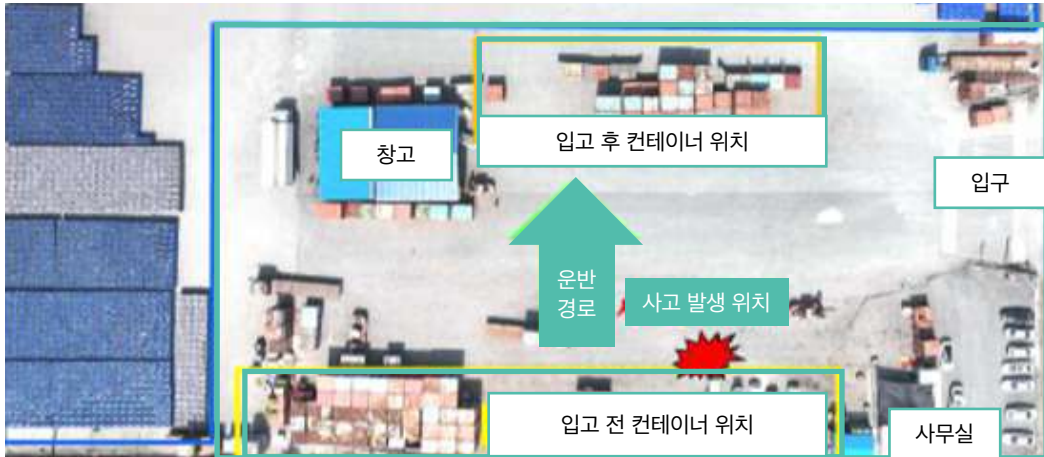 창고
입고 후 컨테이너 위치
입구
운반
경로
사고 발생 위치
입고 전 컨테이너 위치
사무실